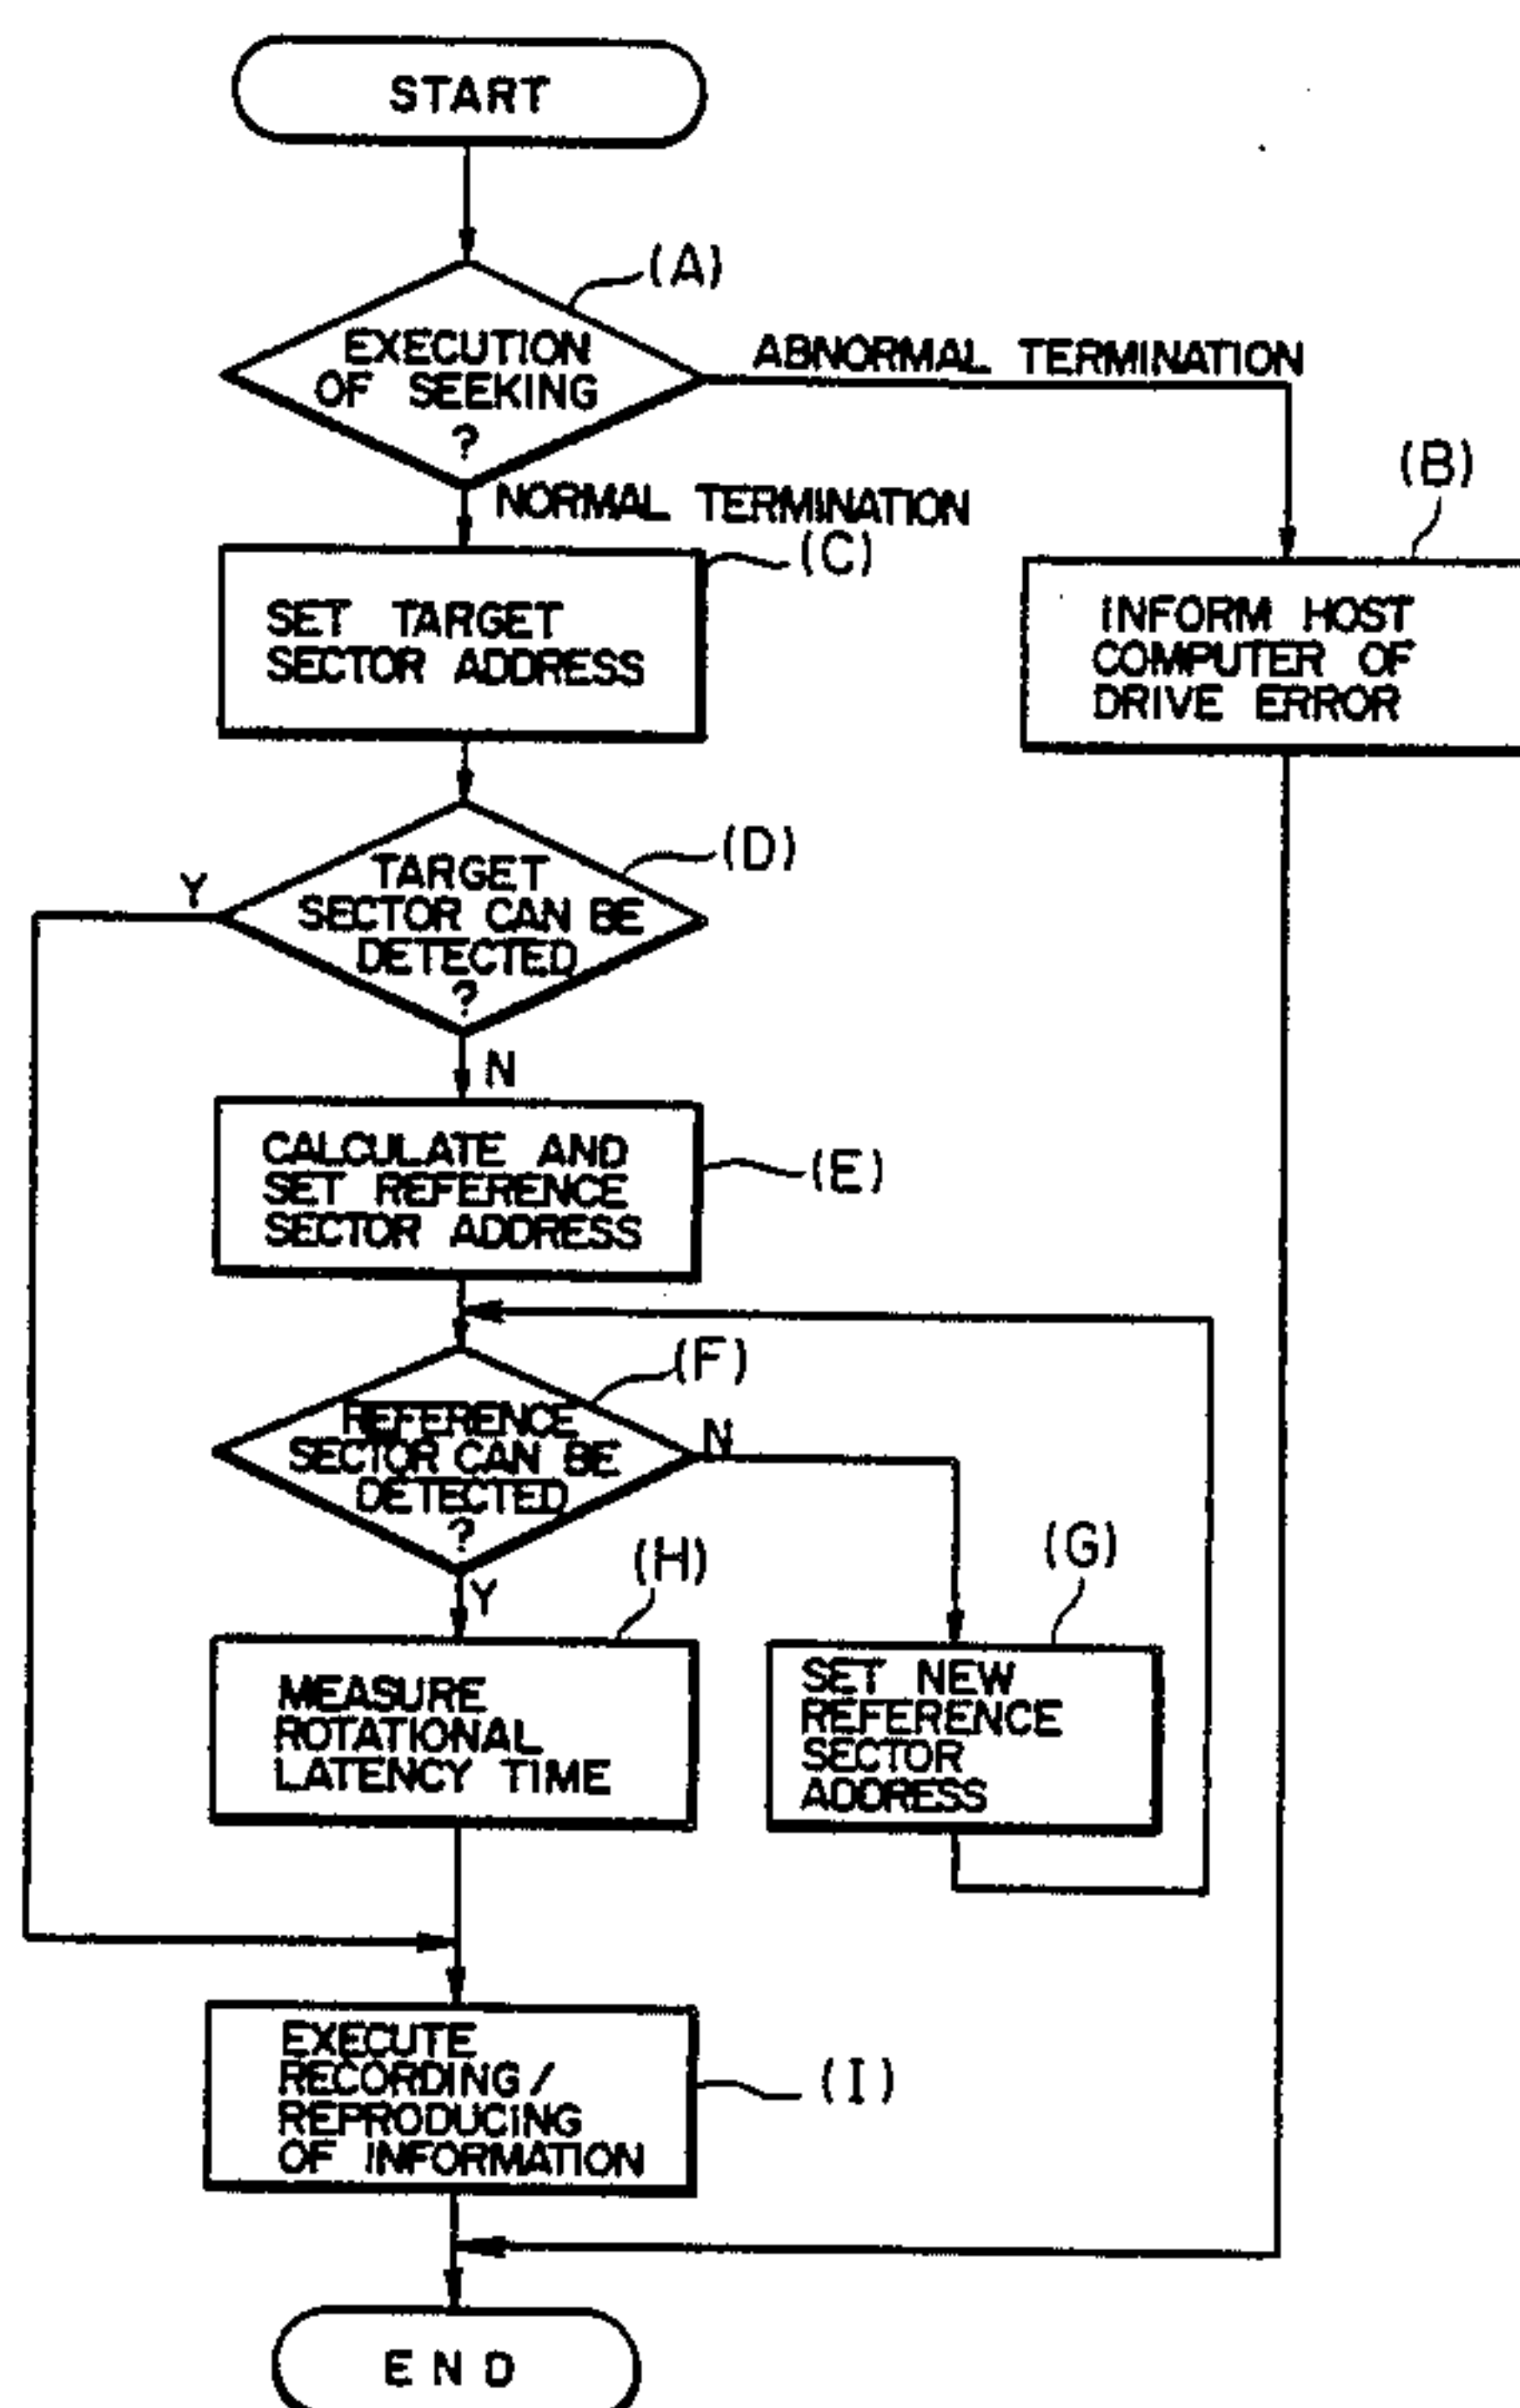 START
(A)
EXECUTION
OF SEEKING
?
ABNORMAL TERMINATION
(B)
NORMAL TERMINATION
(C)
SET TARGET
SECTOR ADDRESS
INFORM HOST
COMPUTER OF
DRIVE ERROR
(D)
Y
TARGET
SECTOR CAN BE
DETECTED
?
N
CALCULATE AND
SET REFERENCE
SECTOR ADDRESS
(E)
(F)
REFERENCE
SECTOR CAN BE
DETECTED
?
N
Y
(H)
(G)
MEASURE
ROTATIONAL
LATENCY TIME
SET NEW
REFERENCE
SECTOR
ADDRESS
EXECUTE
RECORDING/
REPRODUCING
OF INFORMATION
(I)
END